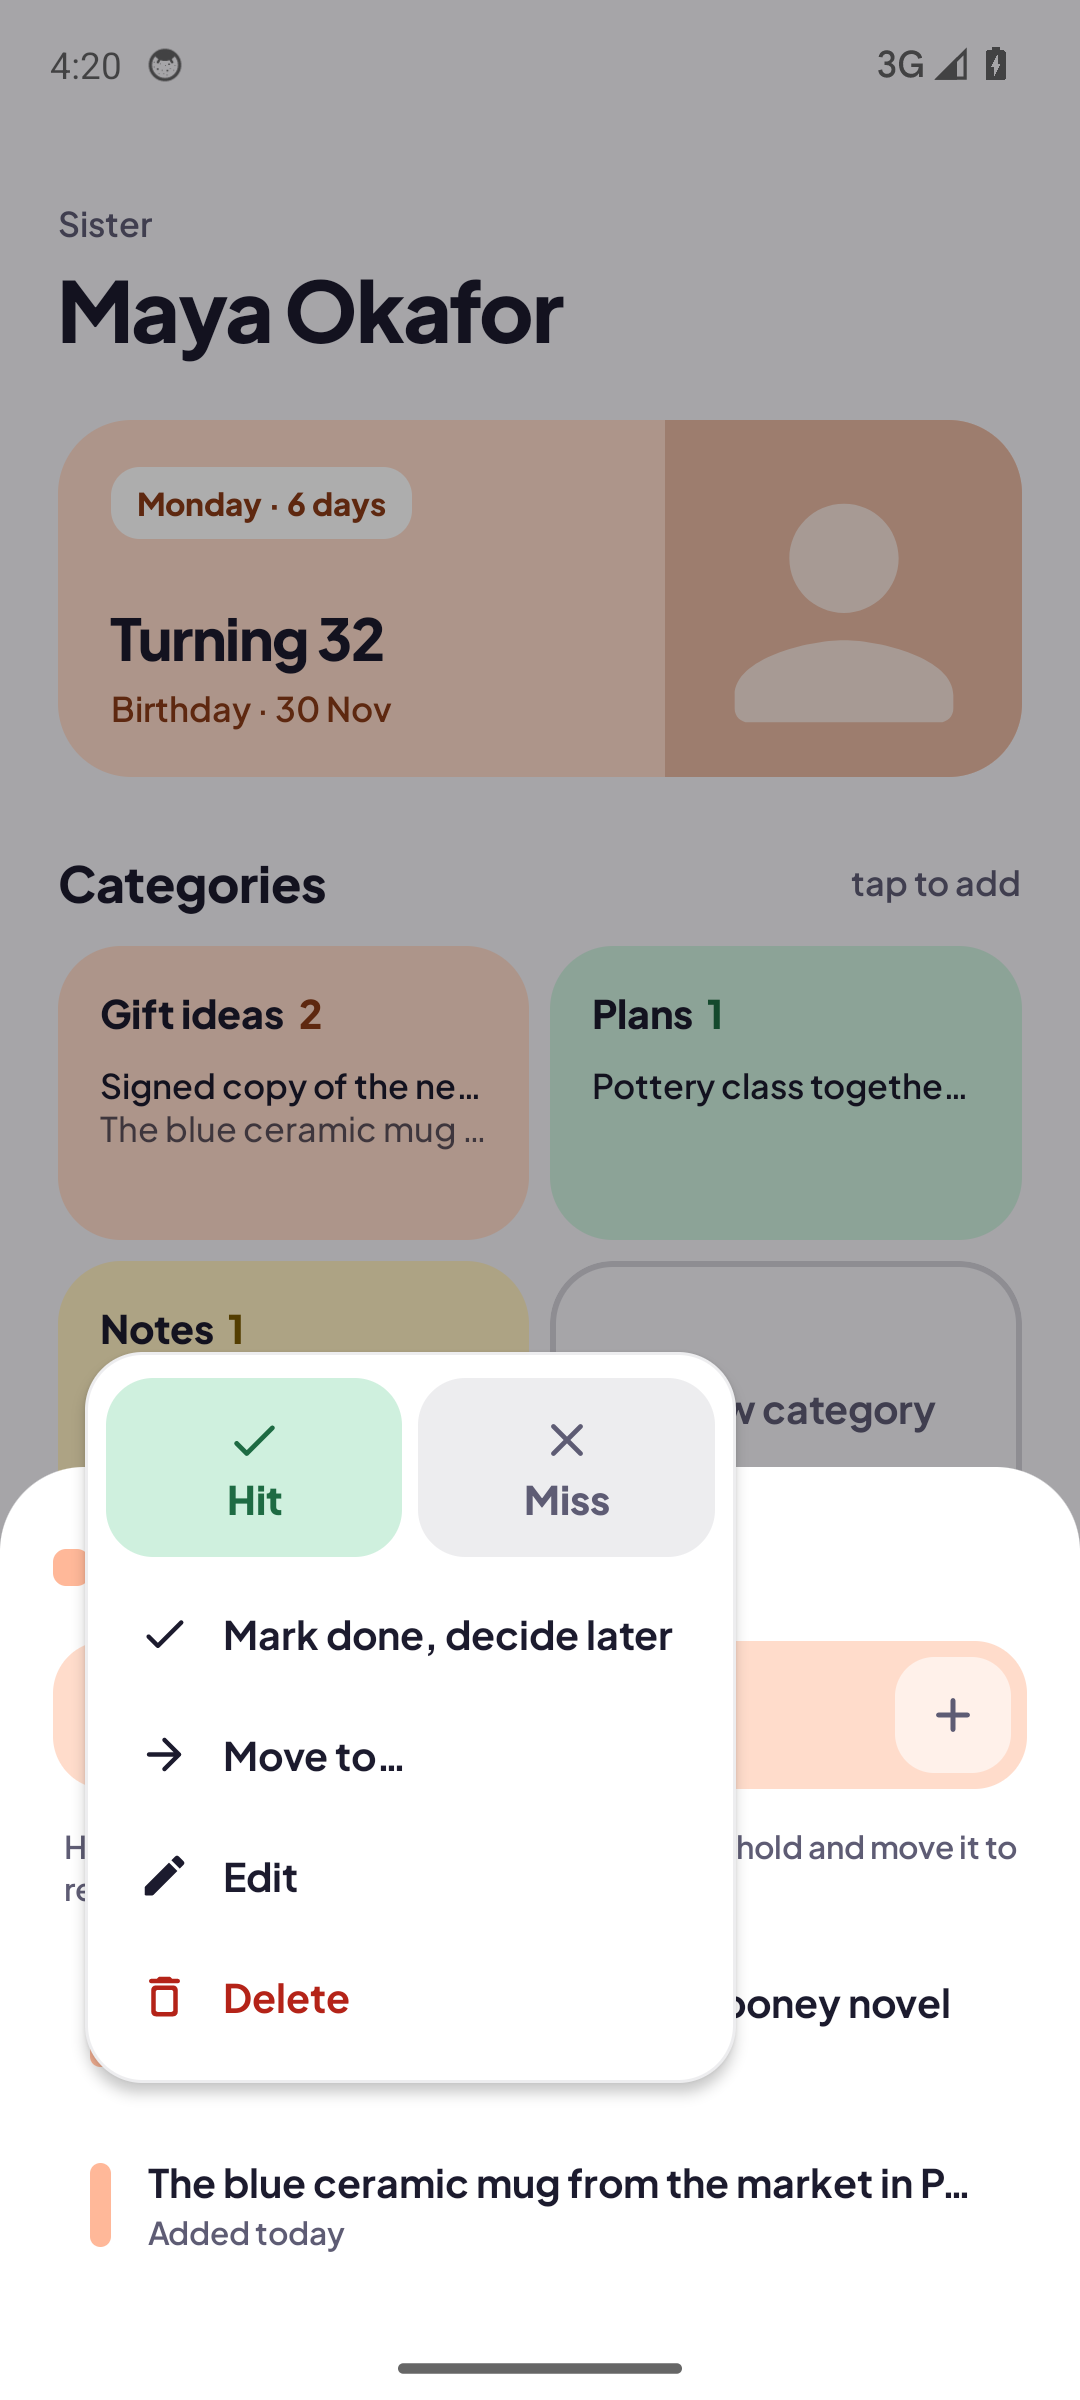 4:20
3G
Sister
Maya Okafor
Monday · 6 days
Turning 32
Birthday · 30 Nov
Categories
tap to add
Gift ideas 2
Signed copy of the ne…
The blue ceramic mug …
Plans 1
Pottery class togethe…
Notes 1
category
Hit
Miss
Mark done, decide later
Move to…
Edit
Delete
hold and move it to
novel
The blue ceramic mug from the market in P…
Added today